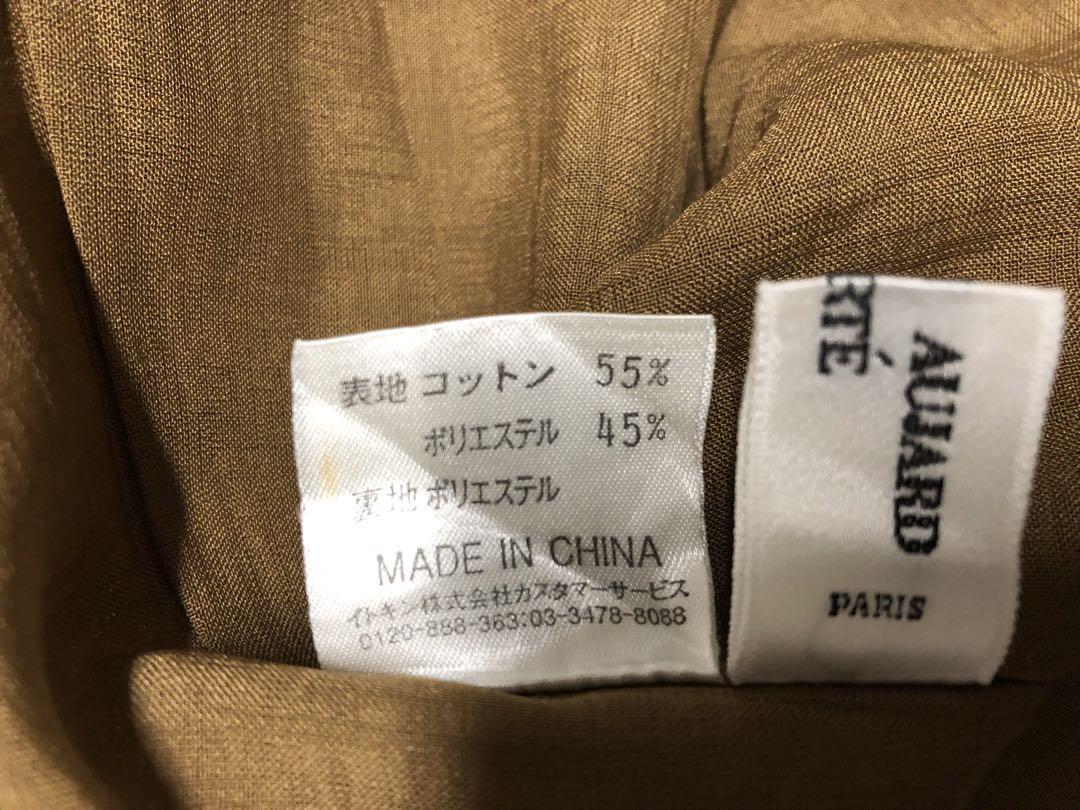 表地 コットン 55%
ポリエステル 45%
裏地 ポリエステル
MADE IN CHINA
イトキン株式会社カスタマーサービス
0120-888-363:03-3478-8088
AUJARD
PARIS